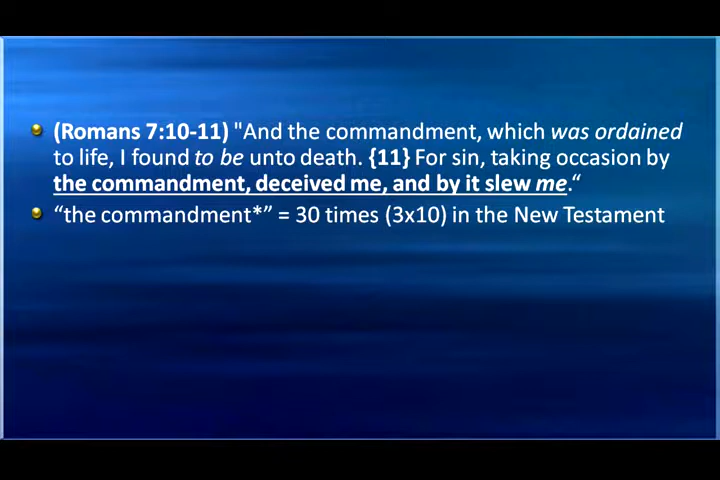 (Romans 7:10-11) "And the commandment, which was ordained
to life, I found to be unto death. {11} For sin, taking occasion by
the commandment, deceived me, and by it slew me.“
“the commandment*” = 30 times (3x10) in the New Testament